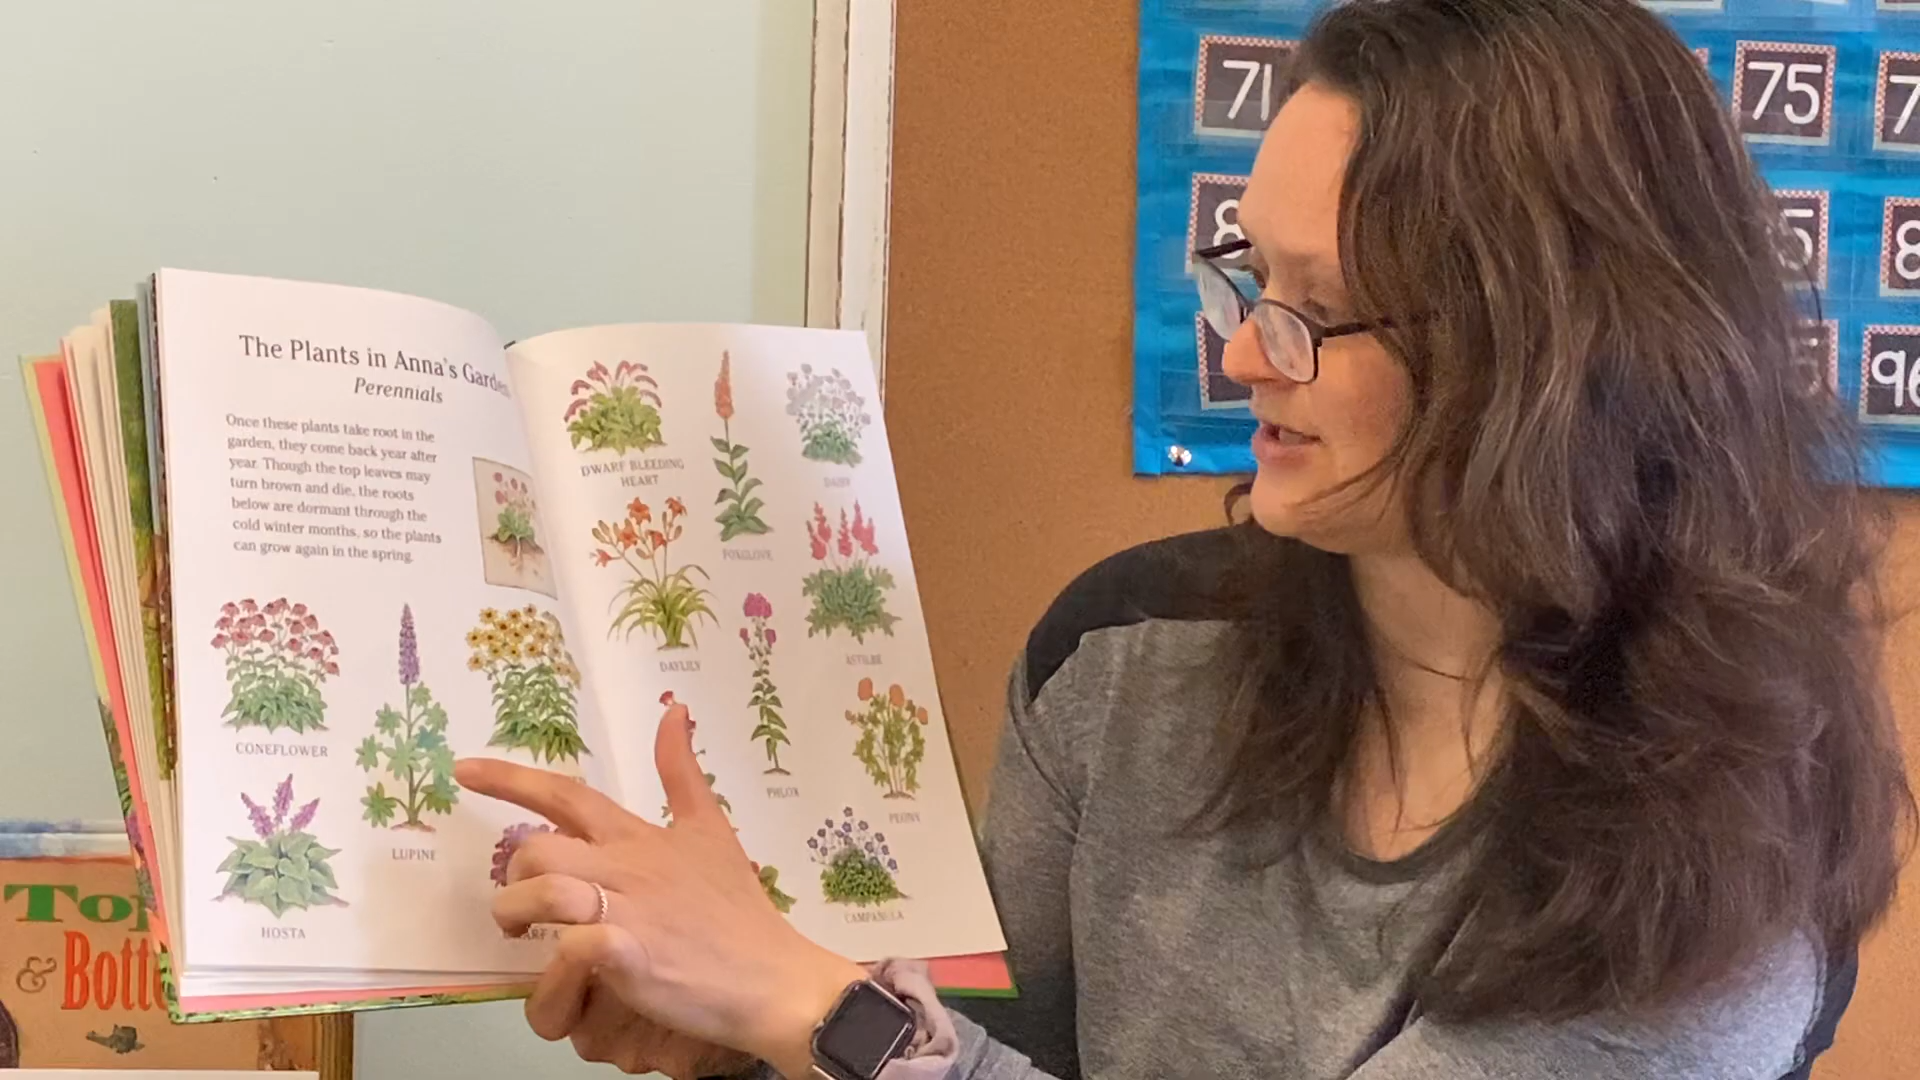 71
75
96
The Plants in Anna's Garden
Perennials
Once these plants take root in the
garden, they come back year after
year. Though the top leaves may
turn brown and die, the roots
below are dormant through the
cold winter months, so the plants
can grow again in the spring.
CONEFLOWER
LUPINE
HOSTA
DWARF BLEEDING
HEART
FOXGLOVE
DAISY
DAYLILY
ASTILBE
PHLOX
PEONY
CAMPANULA
&